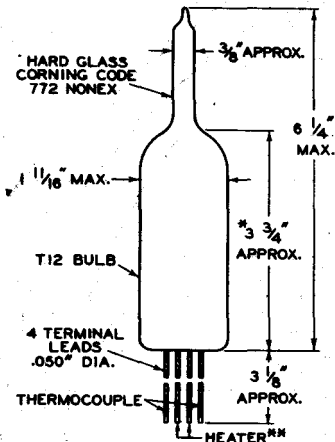 3/8" APPROX.
HARD GLASS
CORNING CODE
772 NONEX
6 1/4"
MAX.
1 11/16" MAX.
*3 3/4"
APPROX.
T12 BULB
4 TERMINAL
LEADS
.050" DIA.
3 1/8"
APPROX.
THERMOCOUPLE
HEATER**